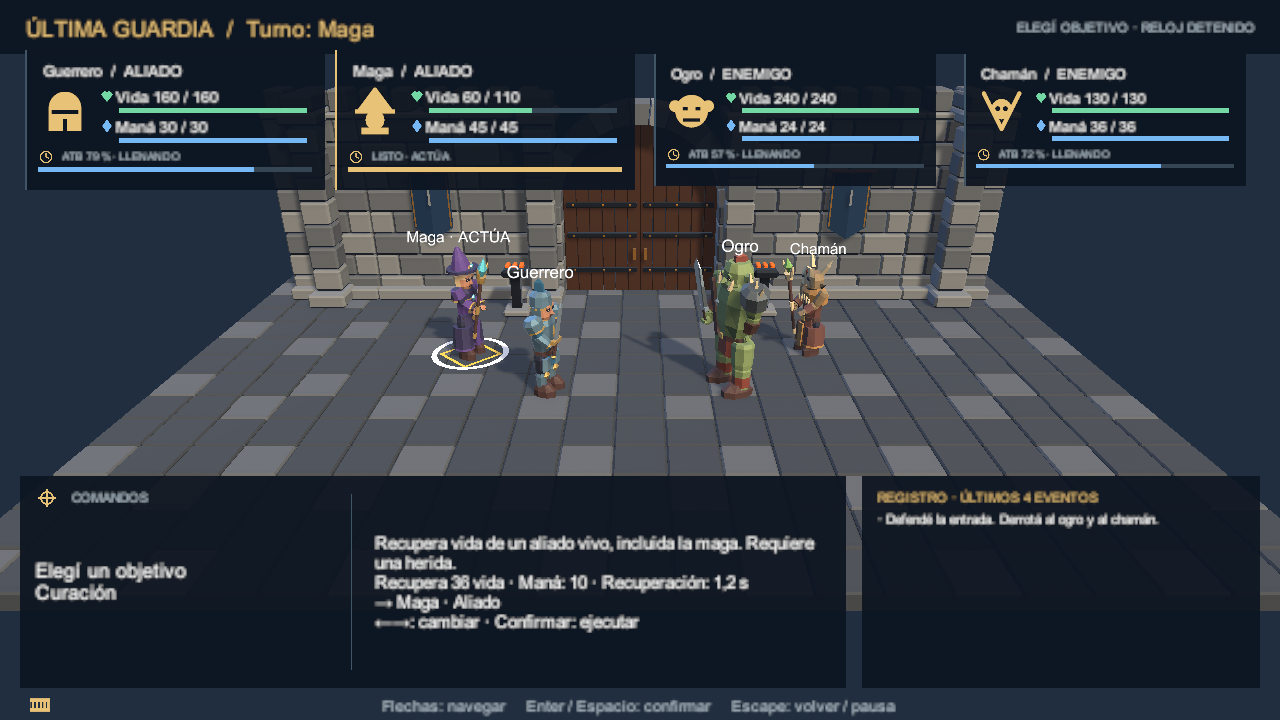 ÚLTIMA GUARDIA / Turno: Maga
ELEGÍ OBJETIVO · RELOJ DETENIDO
Guerrero / ALIADO
Vida 160 / 160
Maná 30 / 30
ATB 79 % · LLENANDO
Maga / ALIADO
Vida 60 / 110
Maná 45 / 45
LISTO · ACTÚA
Ogro / ENEMIGO
Vida 240 / 240
Maná 24 / 24
ATB 57 % · LLENANDO
Chamán / ENEMIGO
Vida 130 / 130
Maná 36 / 36
ATB 72 % · LLENANDO
Maga · ACTÚA
Guerrero
Ogro
Chamán
COMANDOS
Elegí un objetivo
Curación
Recupera vida de un aliado vivo, incluida la maga. Requiere
una herida.
Recupera 36 vida · Maná: 10 · Recuperación: 1,2 s
→ Maga · Aliado
←→: cambiar · Confirmar: ejecutar
REGISTRO · ÚLTIMOS 4 EVENTOS
· Defendé la entrada. Derrotá al ogro y al chamán.
Flechas: navegar Enter / Espacio: confirmar Escape: volver / pausa